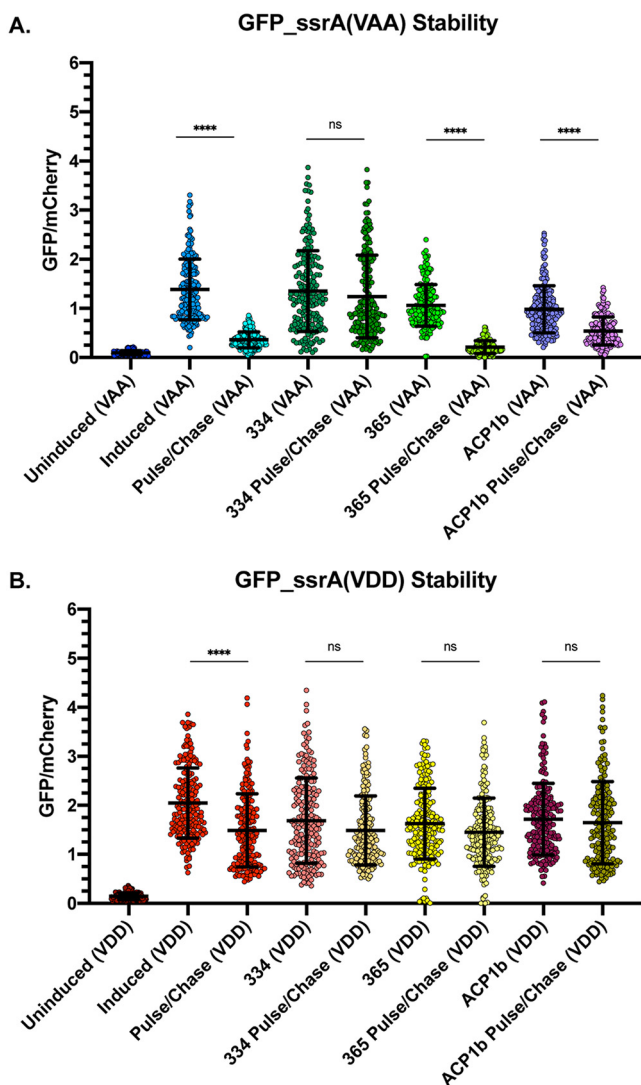 A.
GFP_ssrA(VAA) Stability
GFP/mCherry
6
5
4
3
2
1
0
****
ns
****
****
Uninduced (VAA)
Induced (VAA)
Pulse/Chase (VAA)
334 (VAA)
334 Pulse/Chase (VAA)
365 (VAA)
365 Pulse/Chase (VAA)
ACP1b (VAA)
ACP1b Pulse/Chase (VAA)
B.
GFP_ssrA(VDD) Stability
GFP/mCherry
6
5
4
3
2
1
0
****
ns
ns
ns
Uninduced (VDD)
Induced (VDD)
Pulse/Chase (VDD)
334 (VDD)
334 Pulse/Chase (VDD)
365 (VDD)
365 Pulse/Chase (VDD)
ACP1b (VDD)
ACP1b Pulse/Chase (VDD)